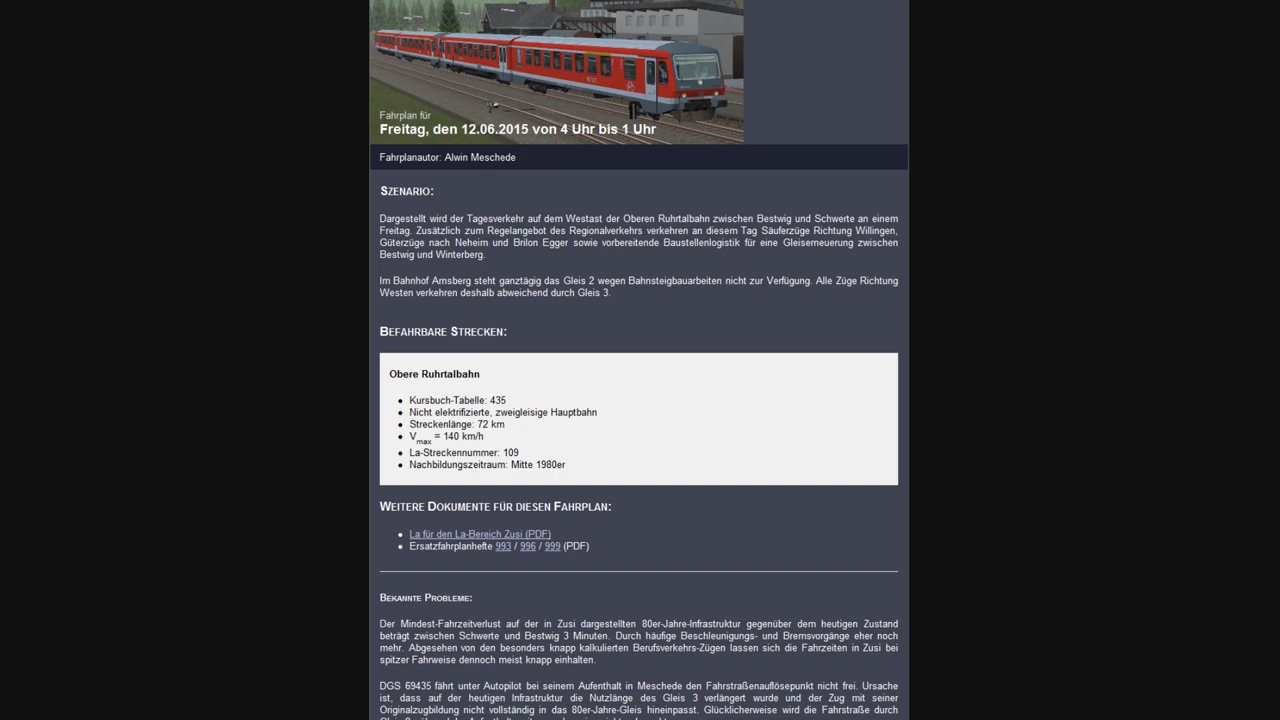 Fahrplan für
Freitag, den 12.06.2015 von 4 Uhr bis 1 Uhr
Fahrplanautor: Alwin Meschede
SZENARIO:
Dargestellt wird der Tagesverkehr auf dem Westast der Oberen Ruhrtalbahn zwischen Bestwig und Schwerte an einem
Freitag. Zusätzlich zum Regelangebot des Regionalverkehrs verkehren an diesem Tag Säuferzüge Richtung Willingen,
Güterzüge nach Neheim und Brilon Egger sowie vorbereitende Baustellenlogistik für eine Gleiserneuerung zwischen
Bestwig und Winterberg.
Im Bahnhof Arnsberg steht ganztägig das Gleis 2 wegen Bahnsteigbauarbeiten nicht zur Verfügung. Alle Züge Richtung
Westen verkehren deshalb abweichend durch Gleis 3.
BEFAHRBARE STRECKEN:
Obere Ruhrtalbahn
• Kursbuch-Tabelle: 435
• Nicht elektrifizierte, zweigleisige Hauptbahn
• Streckenlänge: 72 km
• Vmax = 140 km/h
• La-Streckennummer: 109
• Nachbildungszeitraum: Mitte 1980er
WEITERE DOKUMENTE FÜR DIESEN FAHRPLAN:
• La für den La-Bereich Zusi (PDF)
• Ersatzfahrplanhefte 993 / 996 / 999 (PDF)
BEKANNTE PROBLEME:
Der Mindest-Fahrzeitverlust auf der in Zusi dargestellten 80er-Jahre-Infrastruktur gegenüber dem heutigen Zustand
beträgt zwischen Schwerte und Bestwig 3 Minuten. Durch häufige Beschleunigungs- und Bremsvorgänge eher noch
mehr. Abgesehen von den besonders knapp kalkulierten Berufsverkehrs-Zügen lassen sich die Fahrzeiten in Zusi bei
spitzer Fahrweise dennoch meist knapp einhalten.
DGS 69435 fährt unter Autopilot bei seinem Aufenthalt in Meschede den Fahrstraßenauflösepunkt nicht frei. Ursache
ist, dass auf der heutigen Infrastruktur die Nutzlänge des Gleis 3 verlängert wurde und der Zug mit seiner
Originalzugbildung nicht vollständig in das 80er-Jahre-Gleis hineinpasst. Glücklicherweise wird die Fahrstraße durch